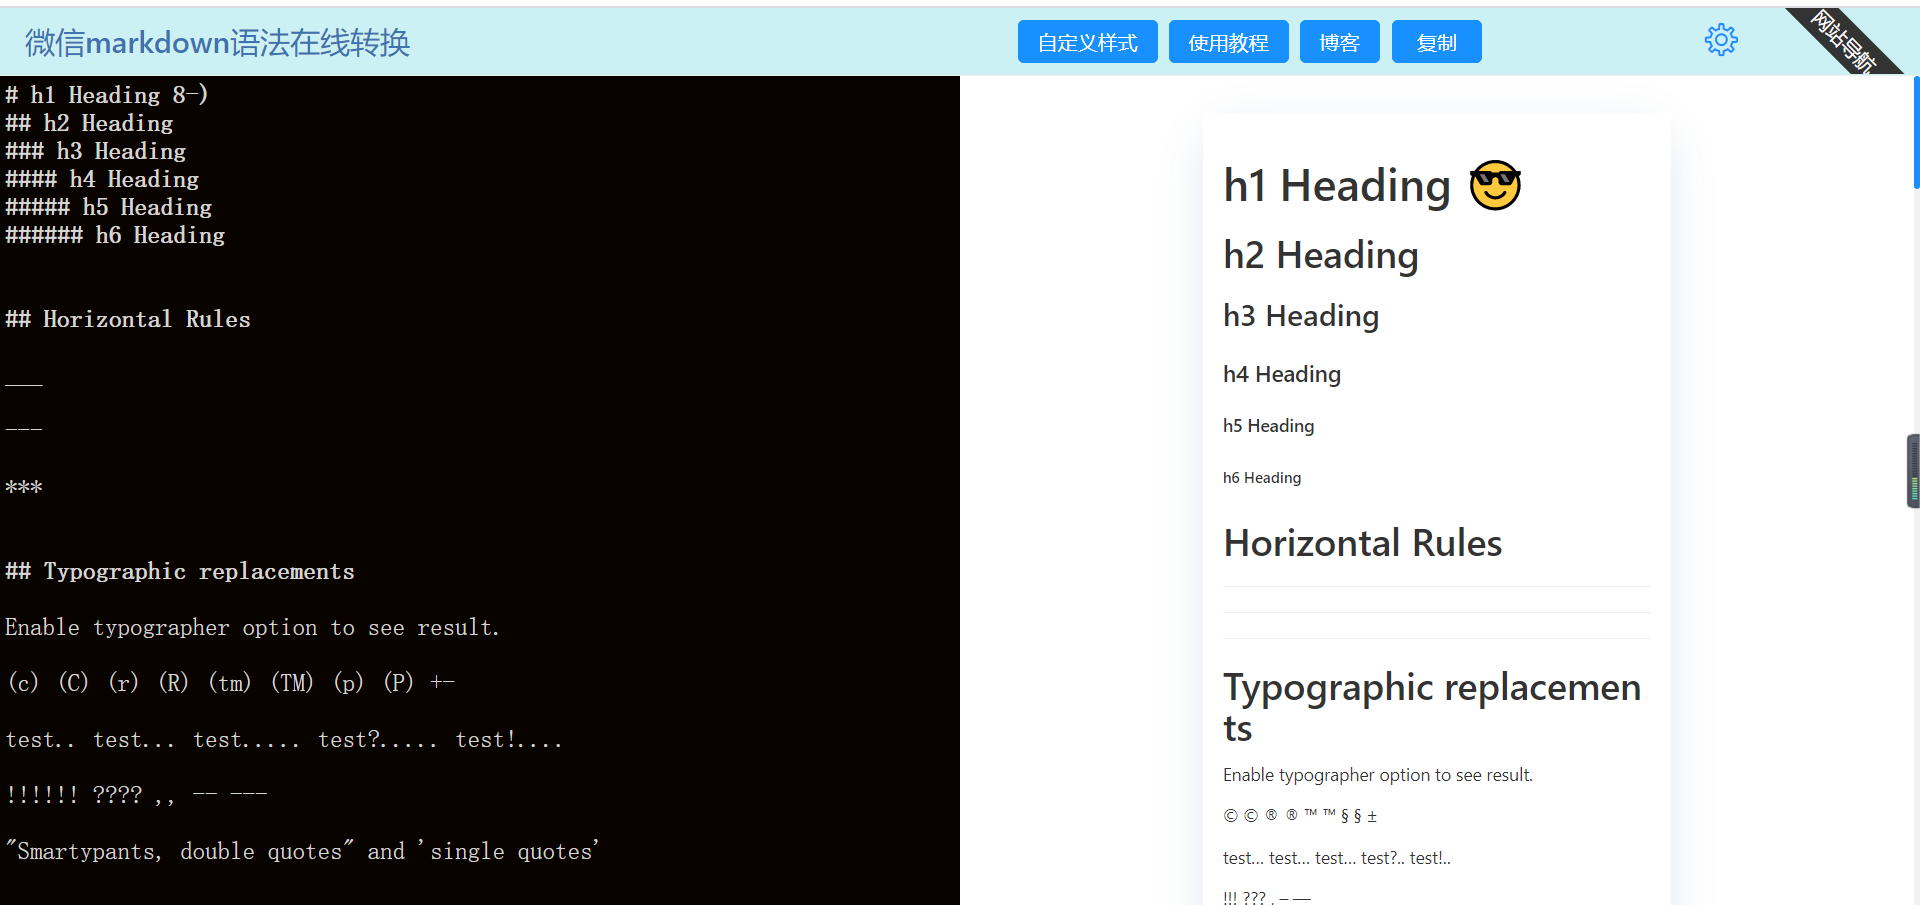 微信markdown语法在线转换
自定义样式 使用教程 博客 复制
网站导航
# h1 Heading 8-)
## h2 Heading
### h3 Heading
#### h4 Heading
##### h5 Heading
###### h6 Heading
## Horizontal Rules
___
---
***
## Typographic replacements
Enable typographer option to see result.
(c) (C) (r) (R) (tm) (TM) (p) (P) +-
test.. test... test..... test?..... test!....
!!!!!! ???? ,, -- ---
"Smartypants, double quotes" and 'single quotes'
h1 Heading 😎
h2 Heading
h3 Heading
h4 Heading
h5 Heading
h6 Heading
Horizontal Rules
Typographic replacemen
ts
Enable typographer option to see result.
© © ® ® ™ ™ § § ±
test… test… test… test?.. test!..
!!! ??? , – —